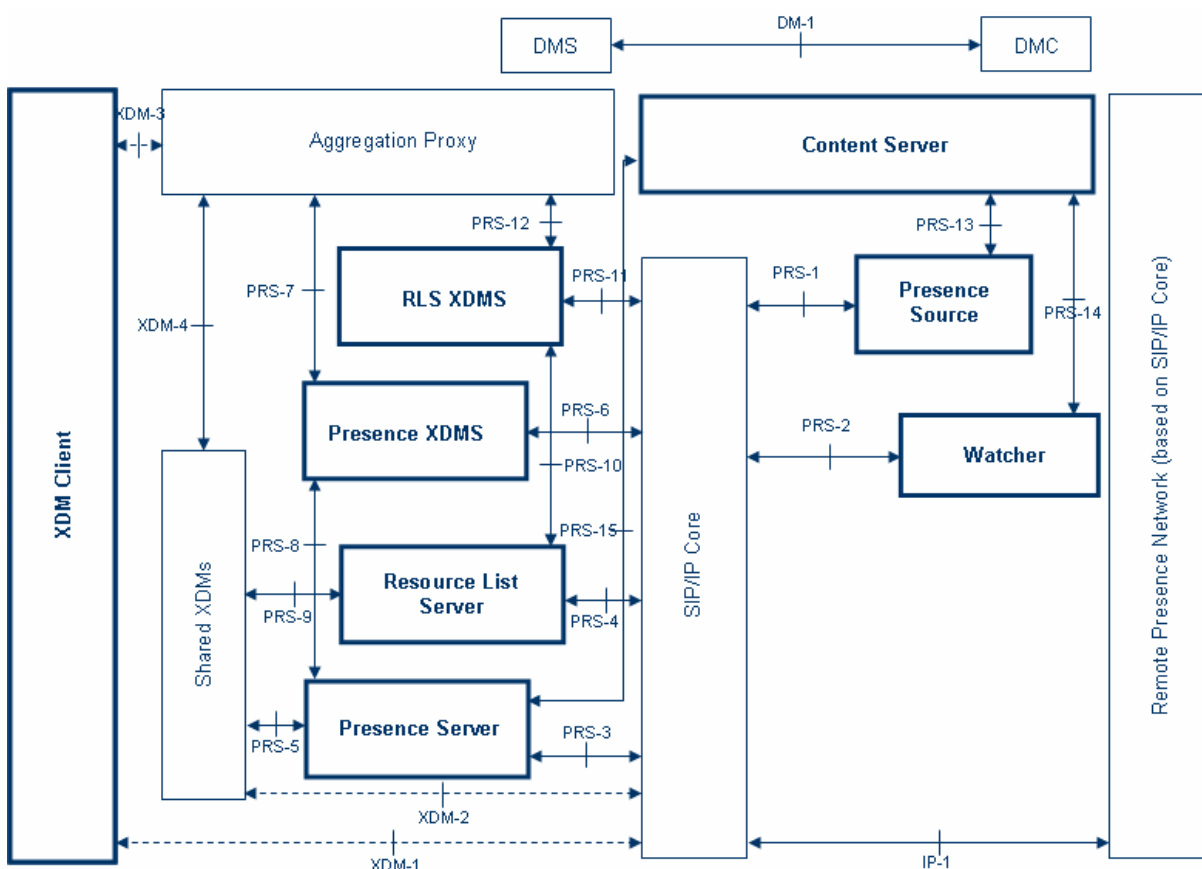 DM-1
DMS
DMC
XDM-3
Aggregation Proxy
Content Server
PRS-12
PRS-13
PRS-7
RLS XDMS
PRS-11
PRS-1
Presence
Source
PRS-14
XDM-4
Presence XDMS
PRS-6
PRS-2
Watcher
PRS-10
XDM Client
Shared XDMs
SIP/IP Core
Remote Presence Network (based on SIP/IP Core)
PRS-8
PRS-15
Resource List
Server
PRS-9
PRS-4
Presence Server
PRS-3
PRS-5
XDM-2
XDM-1
IP-1